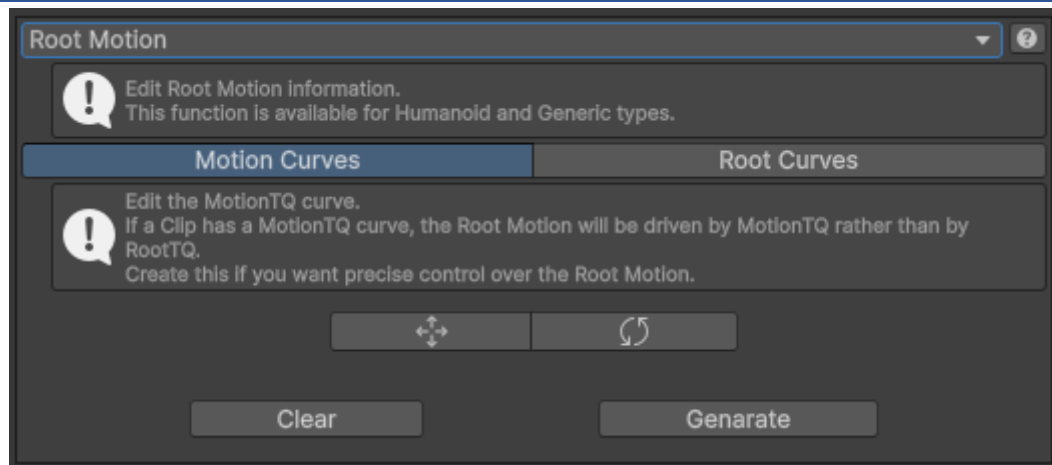 Root Motion
Edit Root Motion information.
This function is available for Humanoid and Generic types.
Motion Curves
Root Curves
Edit the MotionTQ curve.
If a Clip has a MotionTQ curve, the Root Motion will be driven by MotionTQ rather than by
RootTQ.
Create this if you want precise control over the Root Motion.
Clear
Genarate